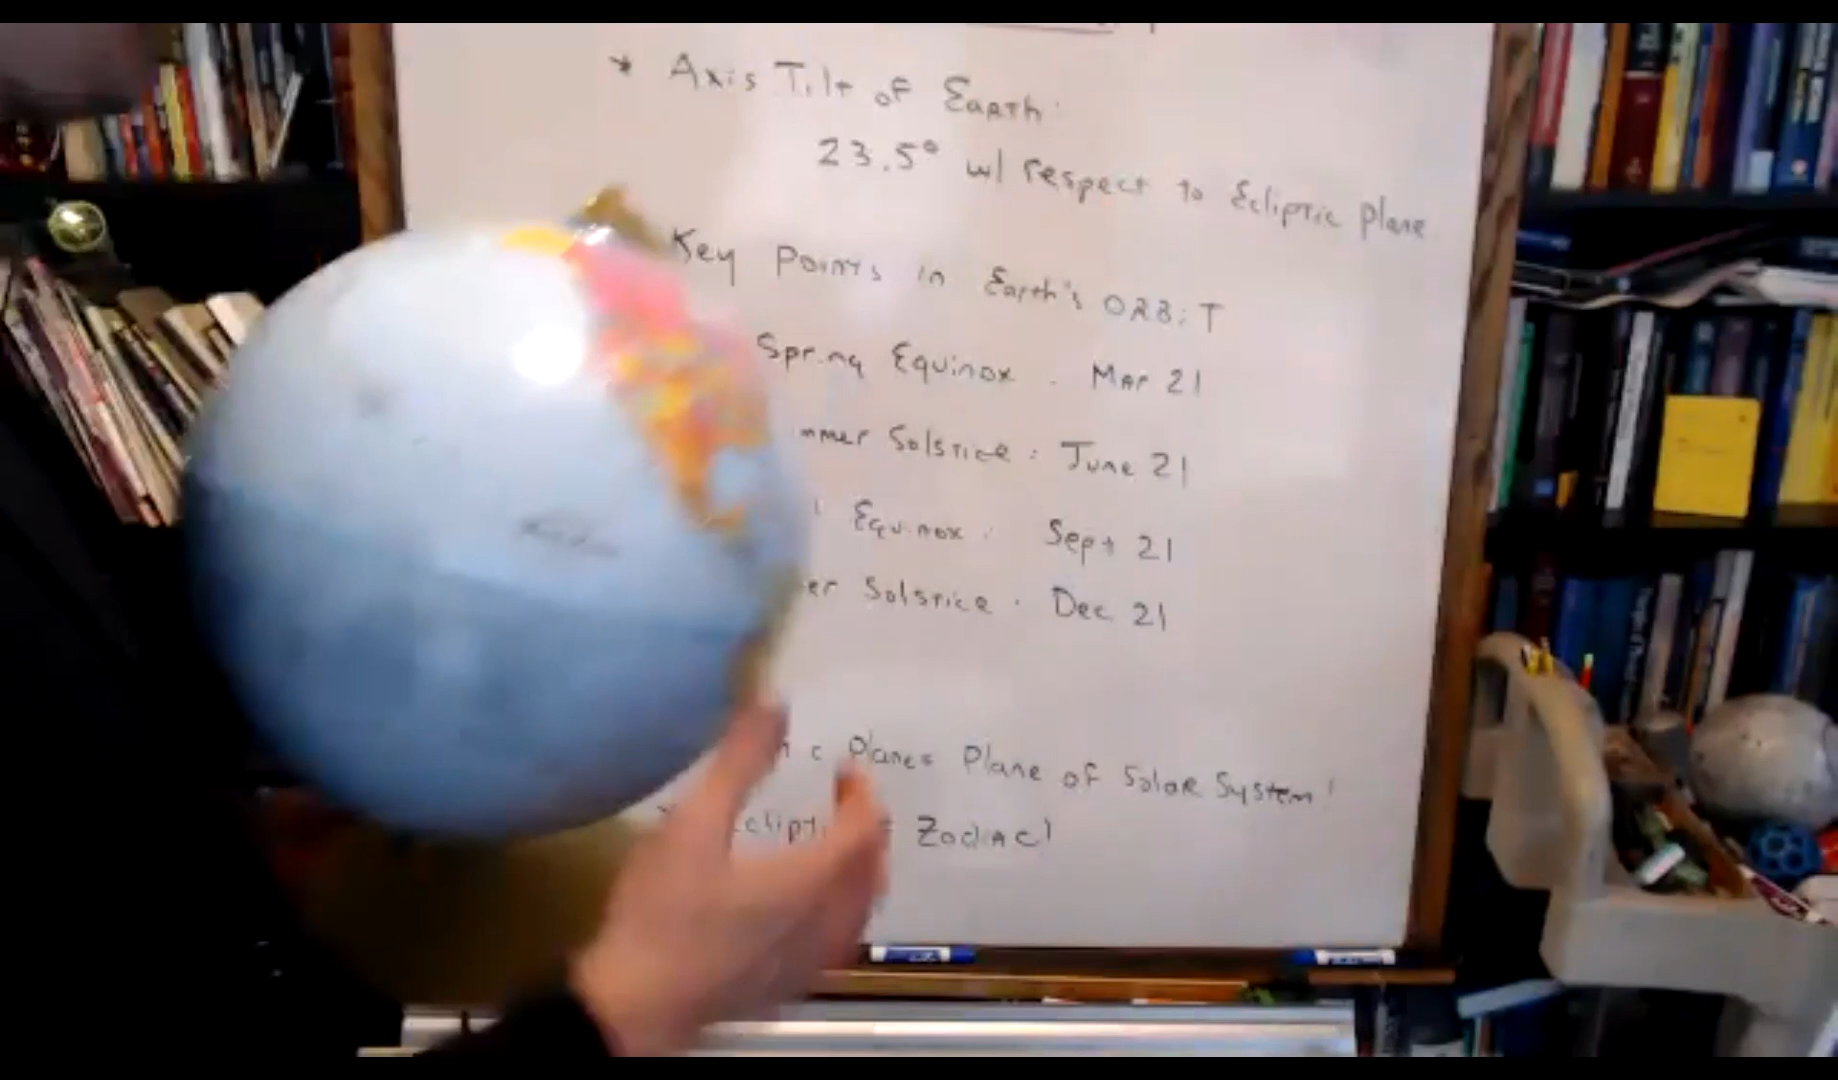 * Axis Tilt of Earth:
23.5° w/ respect to Ecliptic plane
Key Points in Earth's ORBiT
Spring Equinox : Mar 21
mmer Solstice : June 21
l Equinox : Sept 21
er Solstice : Dec 21
c Planes Plane of Solar System!
Zodiac!